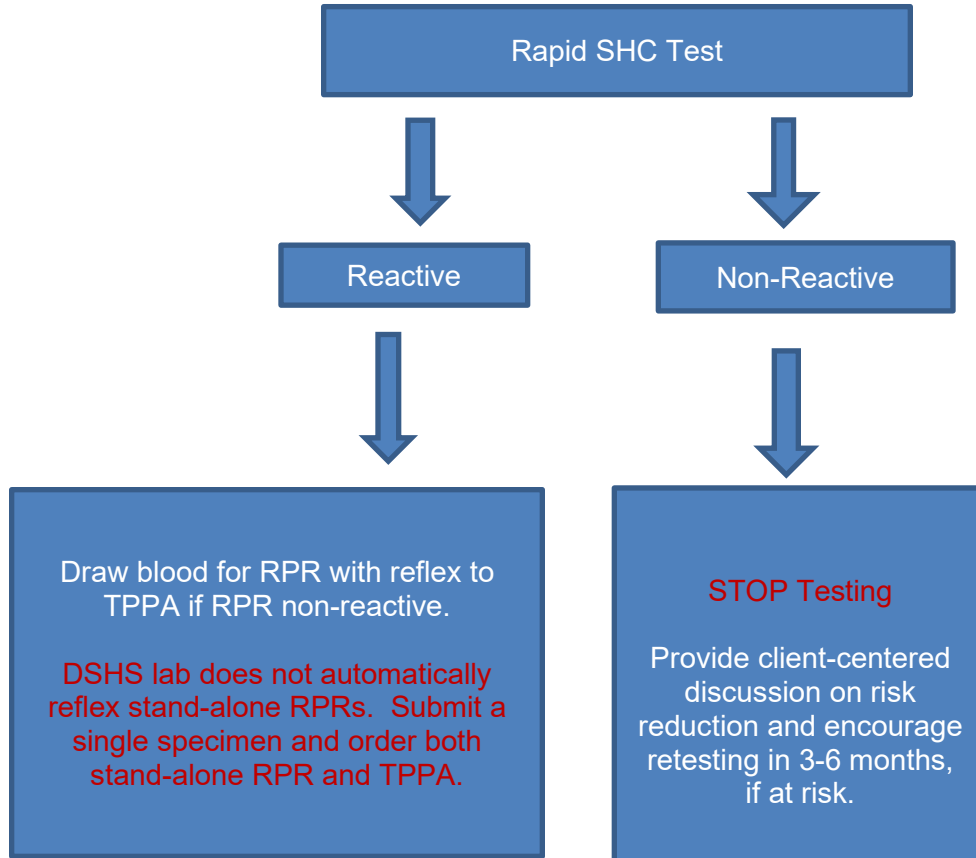 Rapid SHC Test
Reactive
Non-Reactive
Draw blood for RPR with reflex to
TPPA if RPR non-reactive.
DSHS lab does not automatically
reflex stand-alone RPRs.  Submit a
single specimen and order both
stand-alone RPR and TPPA.
STOP Testing
Provide client-centered
discussion on risk
reduction and encourage
retesting in 3-6 months,
if at risk.